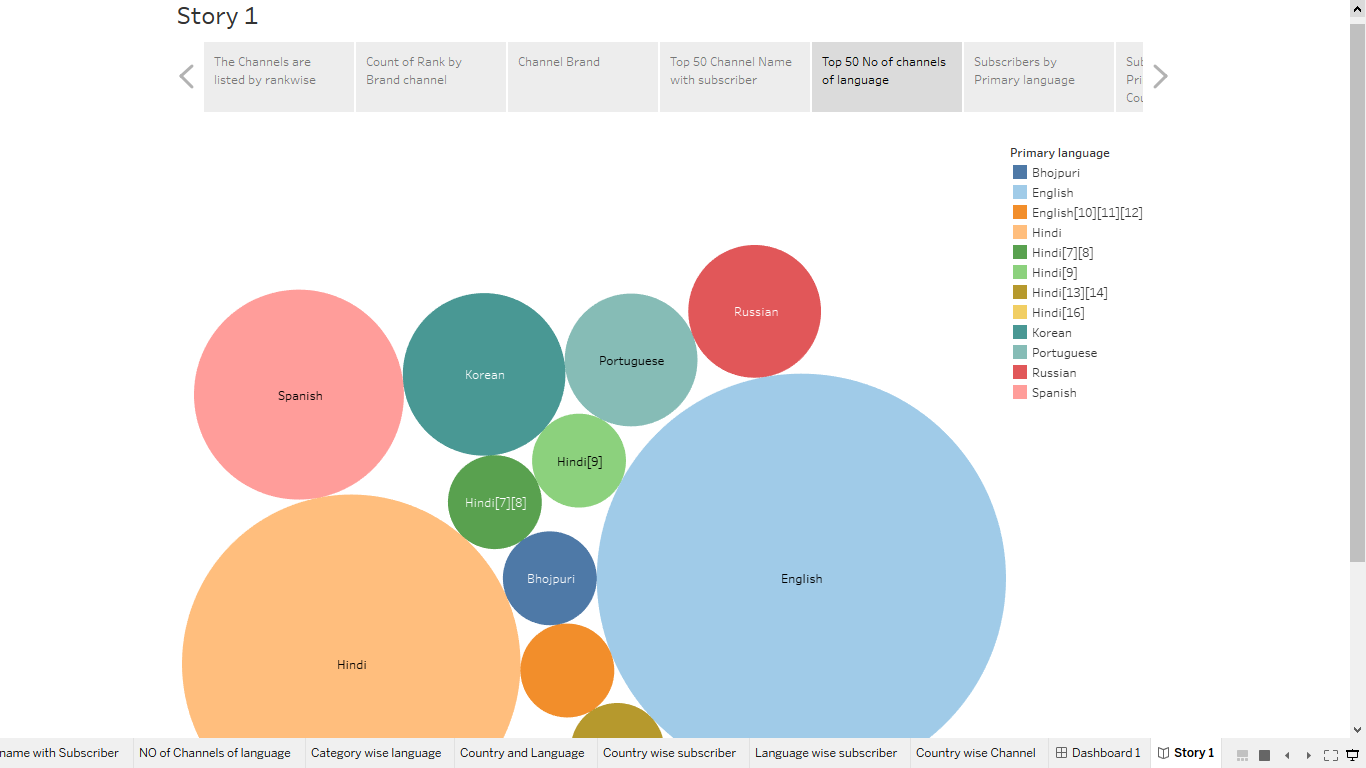 Story 1
The Channels are
listed by rankwise
Count of Rank by
Brand channel
Channel Brand
Top 50 Channel Name
with subscriber
Top 50 No of channels
of language
Subscribers by
Primary language
Primary language
Bhojpuri
English
English[10][11][12]
Hindi
Hindi[7][8]
Hindi[9]
Hindi[13][14]
Hindi[16]
Korean
Portuguese
Russian
Spanish
Russian
Portuguese
Korean
Spanish
Hindi[9]
Hindi[7][8]
Bhojpuri
English
Hindi
name with Subscriber
NO of Channels of language
Category wise language
Country and Language
Country wise subscriber
Language wise subscriber
Country wise Channel
Dashboard 1
Story 1